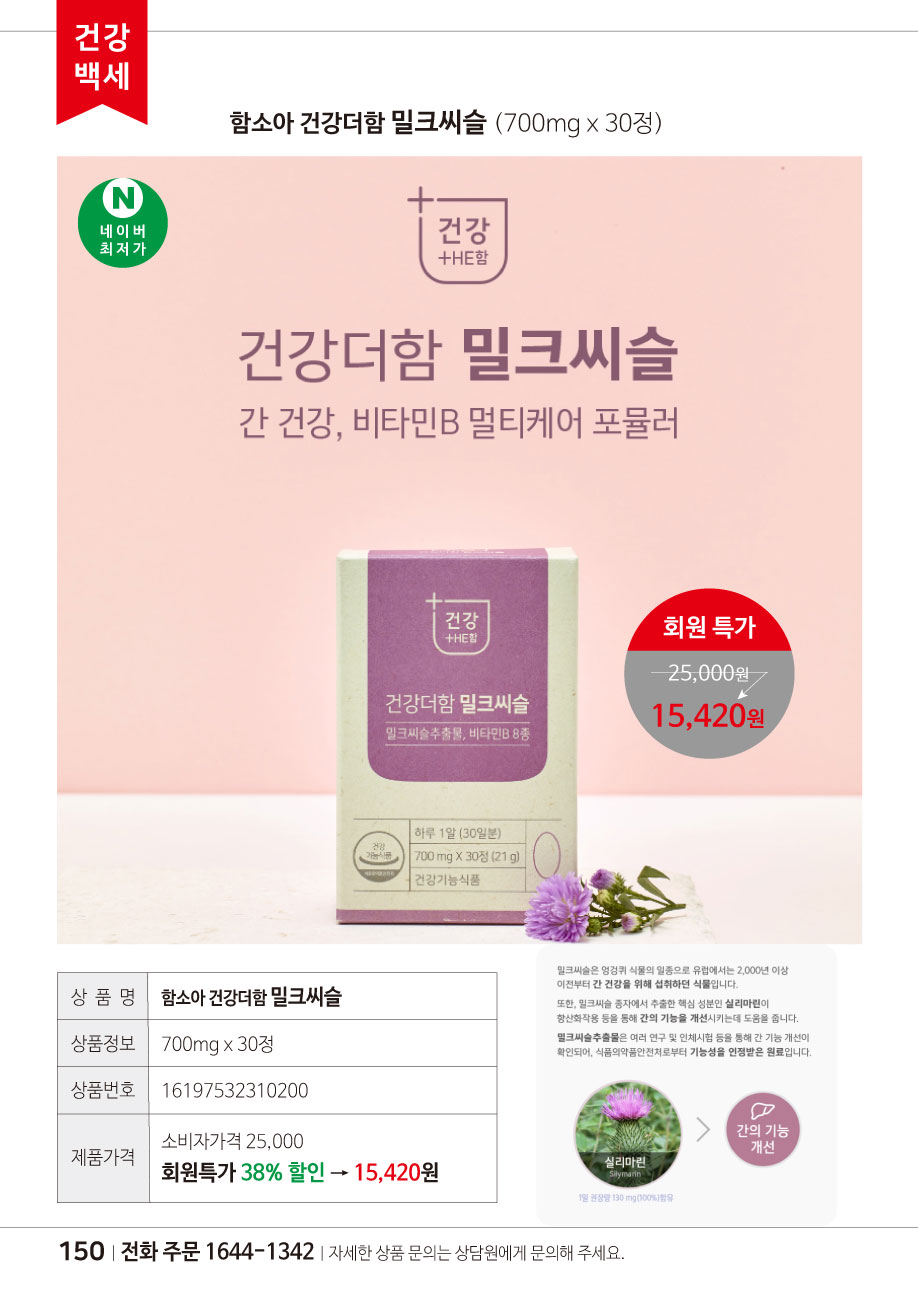 건강
백세
함소아 건강더함 밀크씨슬 (700mg x 30정)
N
네이버
최저가
건강
+HE함
건강더함 밀크씨슬
간 건강, 비타민B 멀티케어 포뮬러
건강
+HE함
건강더함 밀크씨슬
밀크씨슬추출물, 비타민B 8종
건강
기능식품
하루 1알 (30일분)
700 mg X 30정 (21 g)
건강기능식품
회원 특가
25,000원
15,420원
상 품 명 함소아 건강더함 밀크씨슬
상품정보 700mg x 30정
상품번호 16197532310200
제품가격 소비자가격 25,000
회원특가 38% 할인 → 15,420원
밀크씨슬은 엉겅퀴 식물의 일종으로 유럽에서는 2,000년 이상
이전부터 간 건강을 위해 섭취하던 식물입니다.
또한, 밀크씨슬 종자에서 추출한 핵심 성분인 실리마린이
항산화작용 등을 통해 간의 기능을 개선시키는데 도움을 줍니다.
밀크씨슬추출물은 여러 연구 및 인체시험 등을 통해 간 기능 개선이
확인되어, 식품의약품안전처로부터 기능성을 인정받은 원료입니다.
실리마린
Silymarin
1일 권장량 130 mg(100%)함유
간의 기능
개선
150 | 전화 주문 1644-1342 | 자세한 상품 문의는 상담원에게 문의해 주세요.